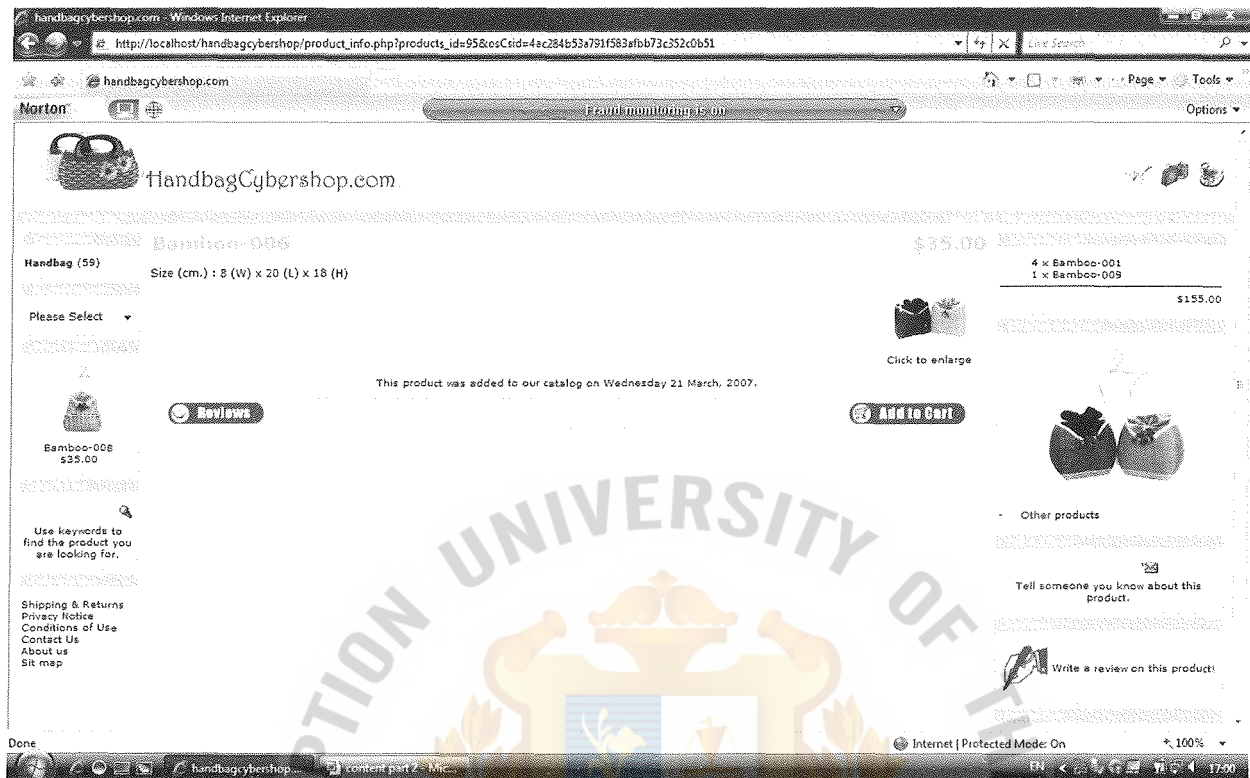 handbagcybershop.com - Windows Internet Explorer
http://localhost/handbagcybershop/product_info.php?products_id=95&osCsid=4ac284b53a791f583afbb73c352c0b51
Live Search
handbagcybershop.com
Page
Tools
Norton
Fraud monitoring is on
Options
HandbagCybershop.com
Bamboo-006
$35.00
Handbag (59)
Size (cm.) : 8 (W) x 20 (L) x 18 (H)
4 x Bamboo-001
1 x Bamboo-009
$155.00
Please Select
Click to enlarge
This product was added to our catalog on Wednesday 21 March, 2007.
Reviews
Add to Cart
Bamboo-008
$35.00
Other products
Use keywords to
find the product you
are looking for.
Tell someone you know about this
product.
Shipping & Returns
Privacy Notice
Conditions of Use
Contact Us
About us
Sit map
Write a review on this product!
PTION UNIVERSITY OF TH
Done
Internet | Protected Mode: On
100%
handbagcybershop....
content part 2 - Mic...
EN
17:00